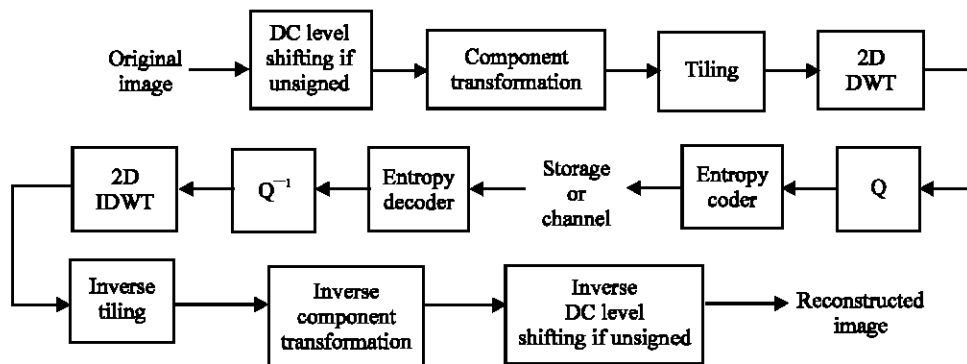 Original
image
DC level
shifting if
unsigned
Component
transformation
Tiling
2D
DWT
2D
IDWT
Q⁻¹
Entropy
decoder
Storage
or
channel
Entropy
coder
Q
Inverse
tiling
Inverse
component
transformation
Inverse
DC level
shifting if unsigned
Reconstructed
image